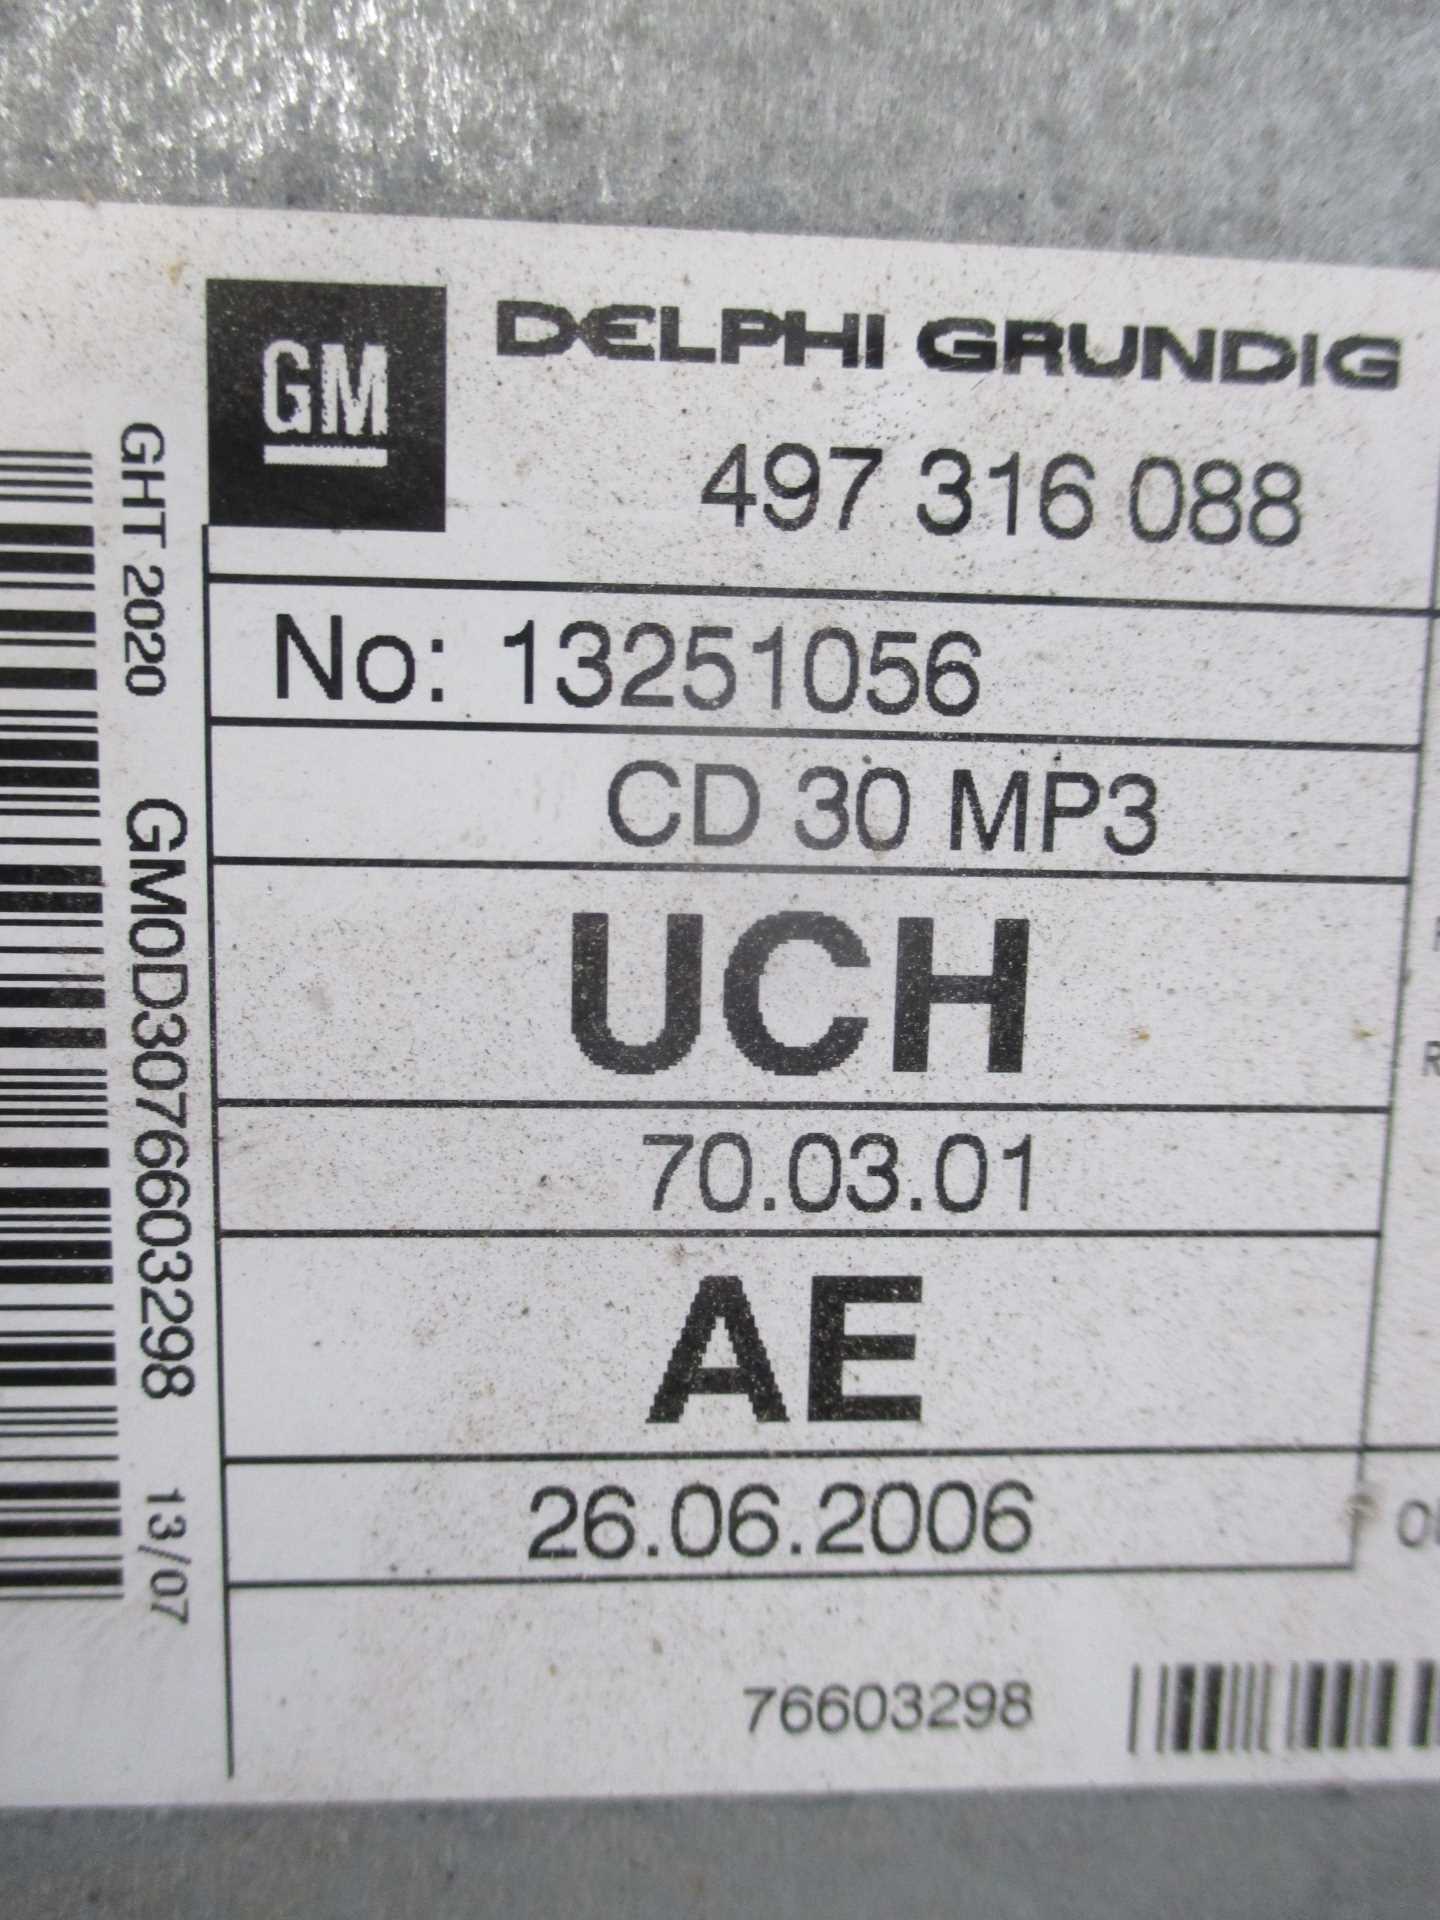 GM
DELPHI GRUNDIG
497 316 088
No: 13251056
CD 30 MP3
UCH
70.03.01
AE
26.06.2006
76603298
GHT 2020
GM0D3076603298
13/07